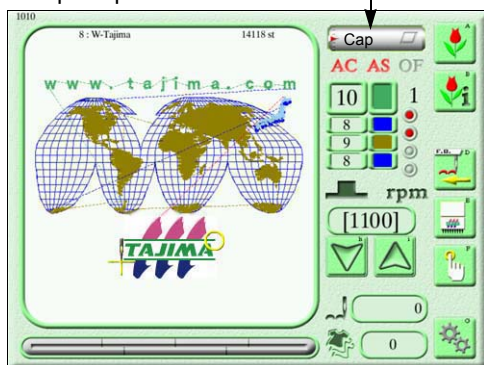 1010
8 : W-Tajima 14118 st
Cap
www.tajima.com
TAJIMA
AC AS OF
10 1
8
9
8
rpm
[1100]
0
0
r.o.
A
B
i
E
F
h
i